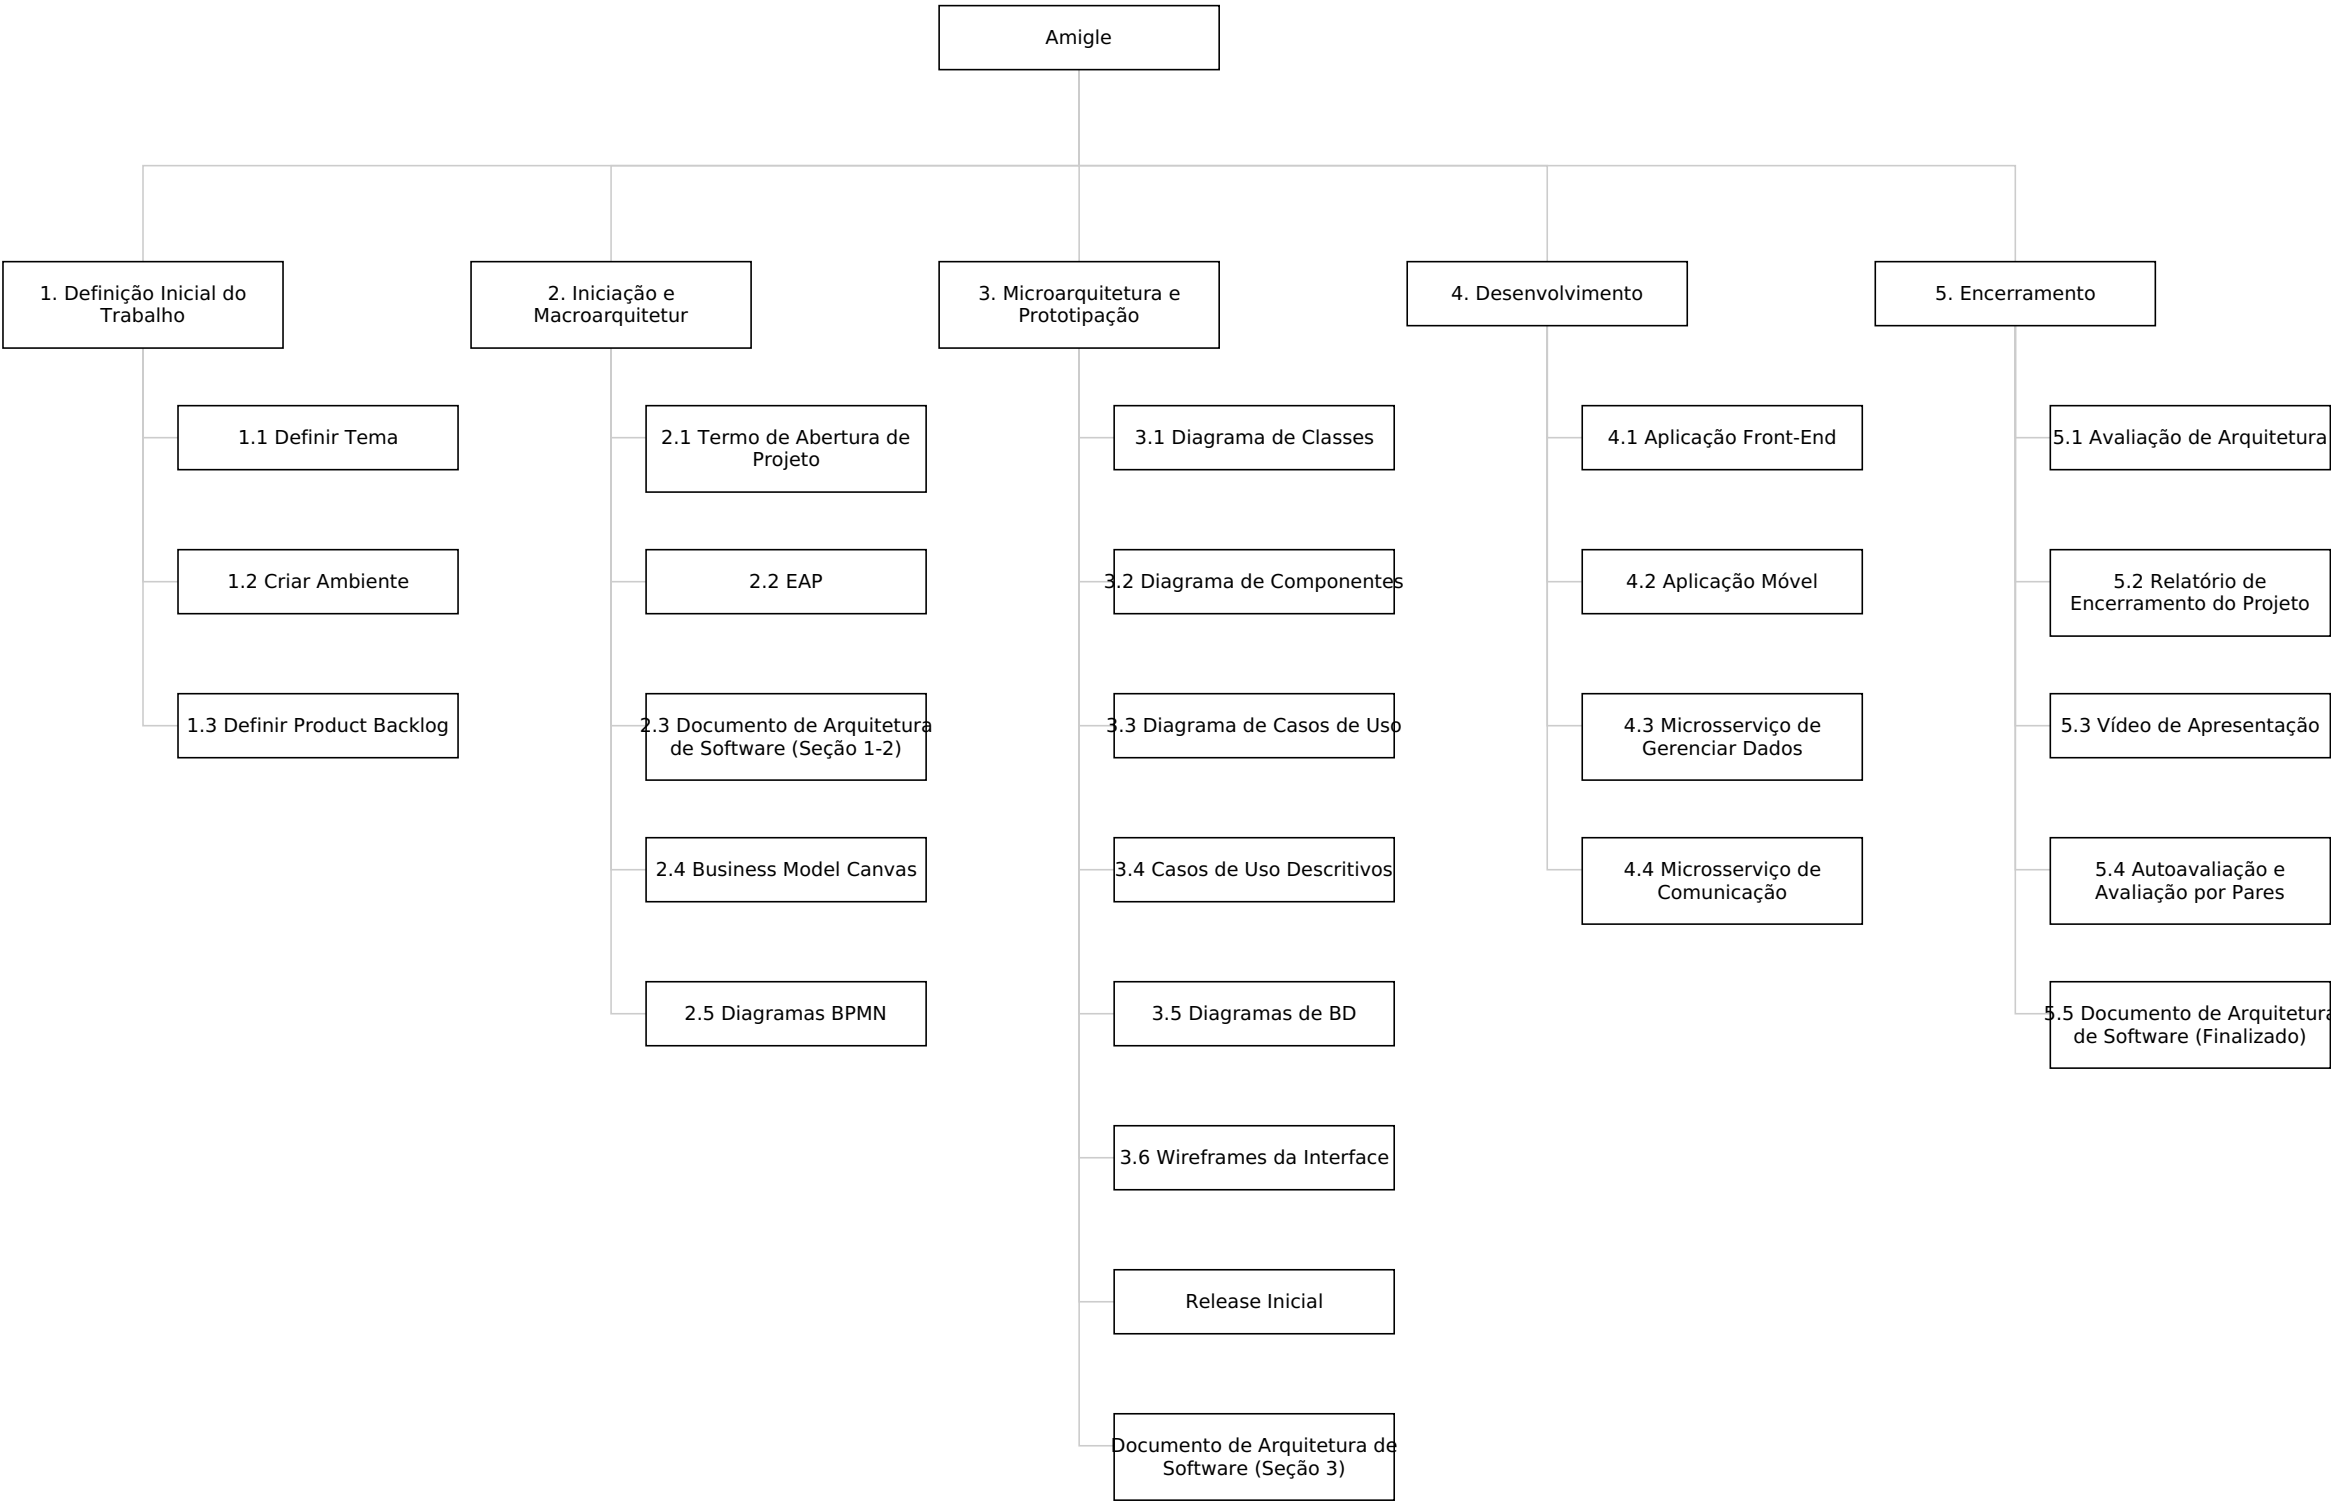 Amigle
1. Definição Inicial do
Trabalho
1.1 Definir Tema
1.2 Criar Ambiente
1.3 Definir Product Backlog
2. Iniciação e
Macroarquitetur
2.1 Termo de Abertura de
Projeto
2.2 EAP
2.3 Documento de Arquitetura
de Software (Seção 1-2)
2.4 Business Model Canvas
2.5 Diagramas BPMN
3. Microarquitetura e
Prototipação
3.1 Diagrama de Classes
3.2 Diagrama de Componentes
3.3 Diagrama de Casos de Uso
3.4 Casos de Uso Descritivos
3.5 Diagramas de BD
3.6 Wireframes da Interface
Release Inicial
Documento de Arquitetura de
Software (Seção 3)
4. Desenvolvimento
4.1 Aplicação Front-End
4.2 Aplicação Móvel
4.3 Microsserviço de
Gerenciar Dados
4.4 Microsserviço de
Comunicação
5. Encerramento
5.1 Avaliação de Arquitetura
5.2 Relatório de
Encerramento do Projeto
5.3 Vídeo de Apresentação
5.4 Autoavaliação e
Avaliação por Pares
5.5 Documento de Arquitetura
de Software (Finalizado)